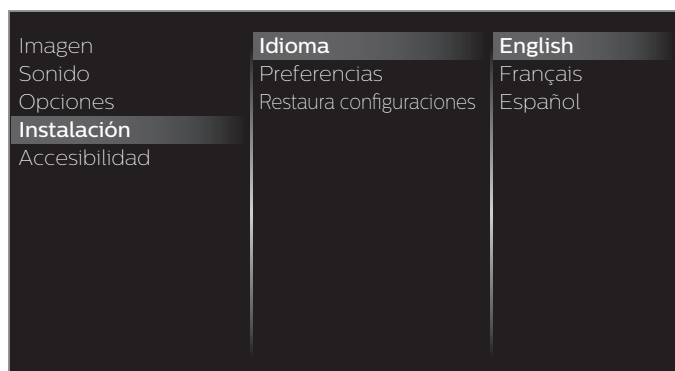 Imagen
Sonido
Opciones
Instalación
Accesibilidad
Idioma
Preferencias
Restaura configuraciones
English
Français
Español